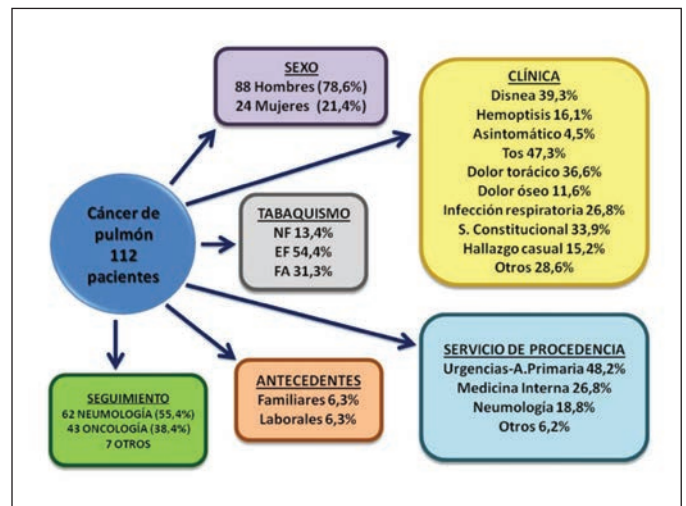 SEXO
88 Hombres (78,6%)
24 Mujeres (21,4%)
CLÍNICA
Disnea 39,3%
Hemoptisis 16,1%
Asintomático 4,5%
Tos 47,3%
Dolor torácico 36,6%
Dolor óseo 11,6%
Infección respiratoria 26,8%
S. Constitucional 33,9%
Hallazgo casual 15,2%
Otros 28,6%
Cáncer de
pulmón
112
pacientes
TABAQUISMO
NF 13,4%
EF 54,4%
FA 31,3%
SEGUIMIENTO
62 NEUMOLOGÍA (55,4%)
43 ONCOLOGÍA (38,4%)
7 OTROS
ANTECEDENTES
Familiares 6,3%
Laborales 6,3%
SERVICIO DE PROCEDENCIA
Urgencias-A.Primaria 48,2%
Medicina Interna 26,8%
Neumología 18,8%
Otros 6,2%